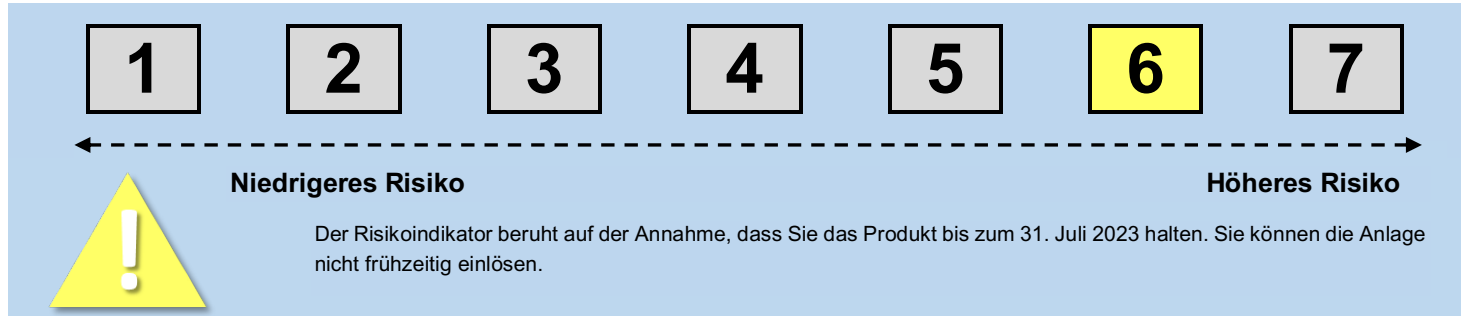 1 2 3 4 5 6 7
Niedrigeres Risiko Höheres Risiko
!
Der Risikoindikator beruht auf der Annahme, dass Sie das Produkt bis zum 31. Juli 2023 halten. Sie können die Anlage
nicht frühzeitig einlösen.